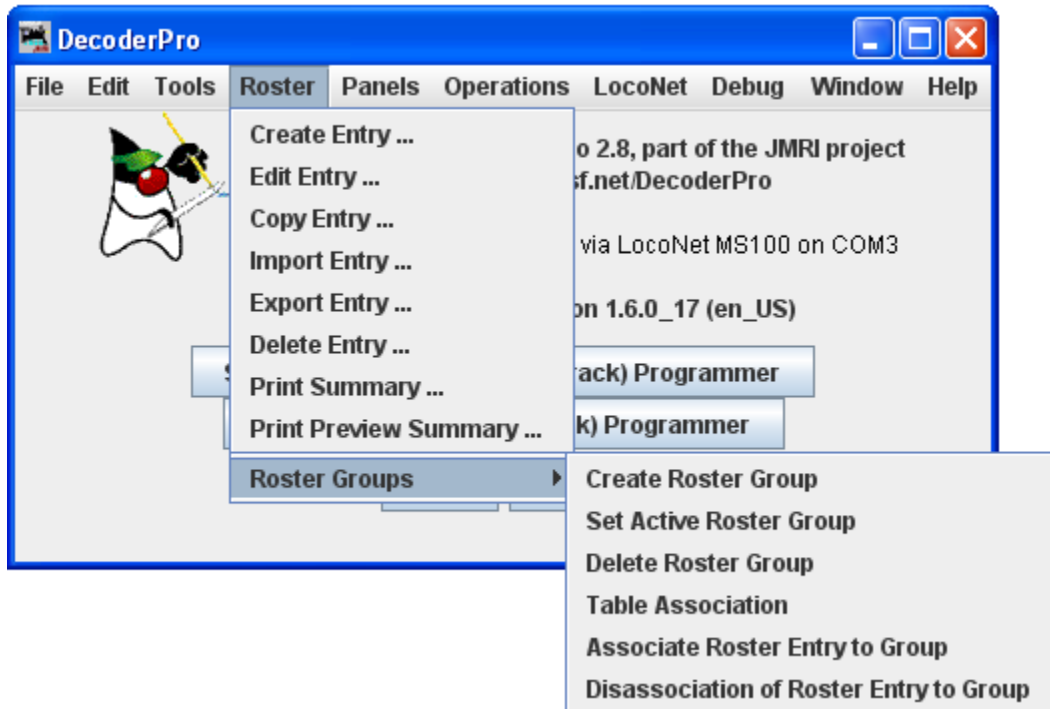 DecoderPro
File Edit Tools Roster Panels Operations LocoNet Debug Window Help
Create Entry ...
Edit Entry ...
Copy Entry ...
Import Entry ...
Export Entry ...
Delete Entry ...
Print Summary ...
Print Preview Summary ...
Roster Groups
2.8, part of the JMRI project
sf.net/DecoderPro
via LocoNet MS100 on COM3
1.6.0_17 (en_US)
Programmer
Programmer
Create Roster Group
Set Active Roster Group
Delete Roster Group
Table Association
Associate Roster Entry to Group
Disassociation of Roster Entry to Group